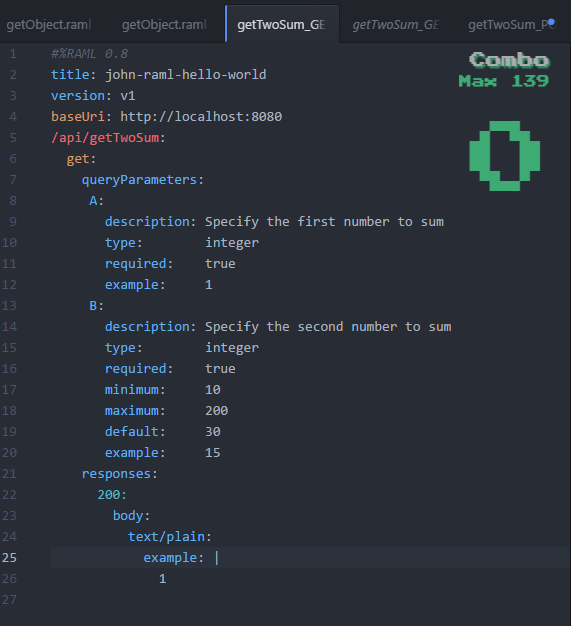 getObject.raml getObject.raml getTwoSum_GE getTwoSum_GE getTwoSum_PO
Combo
Max 139
0
1 #%RAML 0.8
2 title: john-raml-hello-world
3 version: v1
4 baseUri: http://localhost:8080
5 /api/getTwoSum:
6 get:
7 queryParameters:
8 A:
9 description: Specify the first number to sum
10 type: integer
11 required: true
12 example: 1
13 B:
14 description: Specify the second number to sum
15 type: integer
16 required: true
17 minimum: 10
18 maximum: 200
19 default: 30
20 example: 15
21 responses:
22 200:
23 body:
24 text/plain:
25 example: |
26 1
27